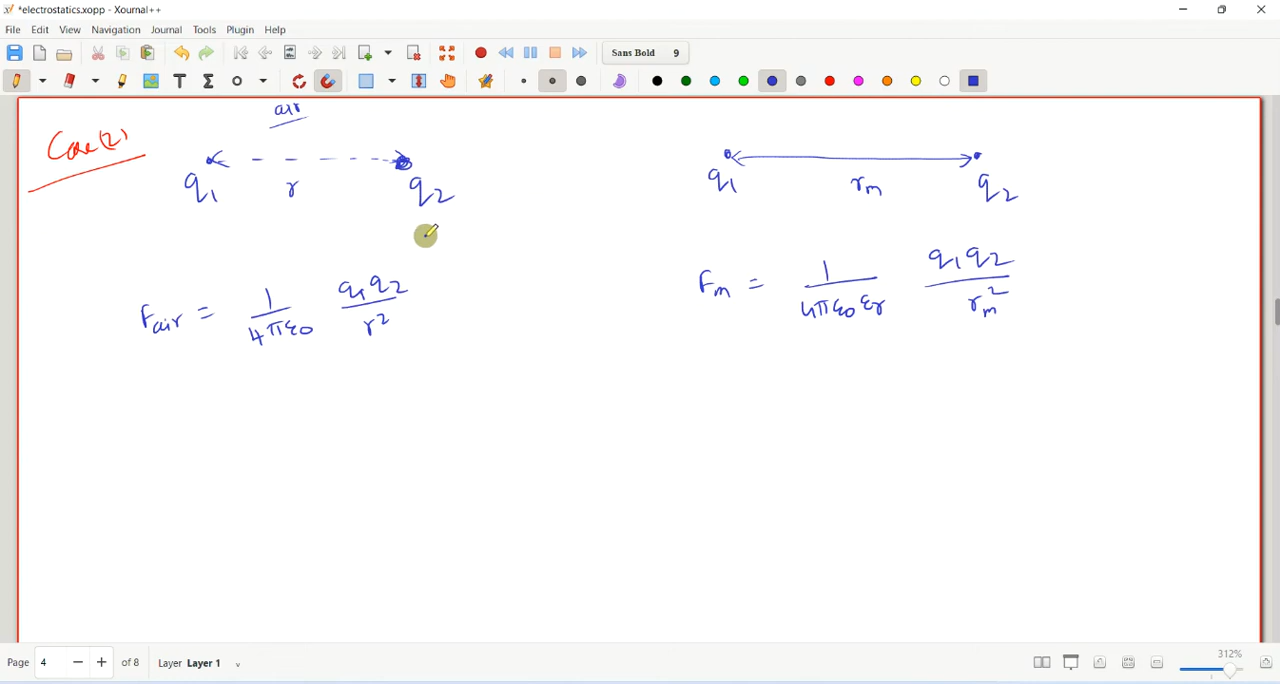 *electrostatics.xopp - Xournal++
File Edit View Navigation Journal Tools Plugin Help
Sans Bold 9
Case (2)
air
q1 r q2
q1 rm q2
Fair = 1/4πε0 q1q2/r²
Fm = 1/4πε0εr q1q2/rm²
Page 4 of 8 Layer Layer 1 312%